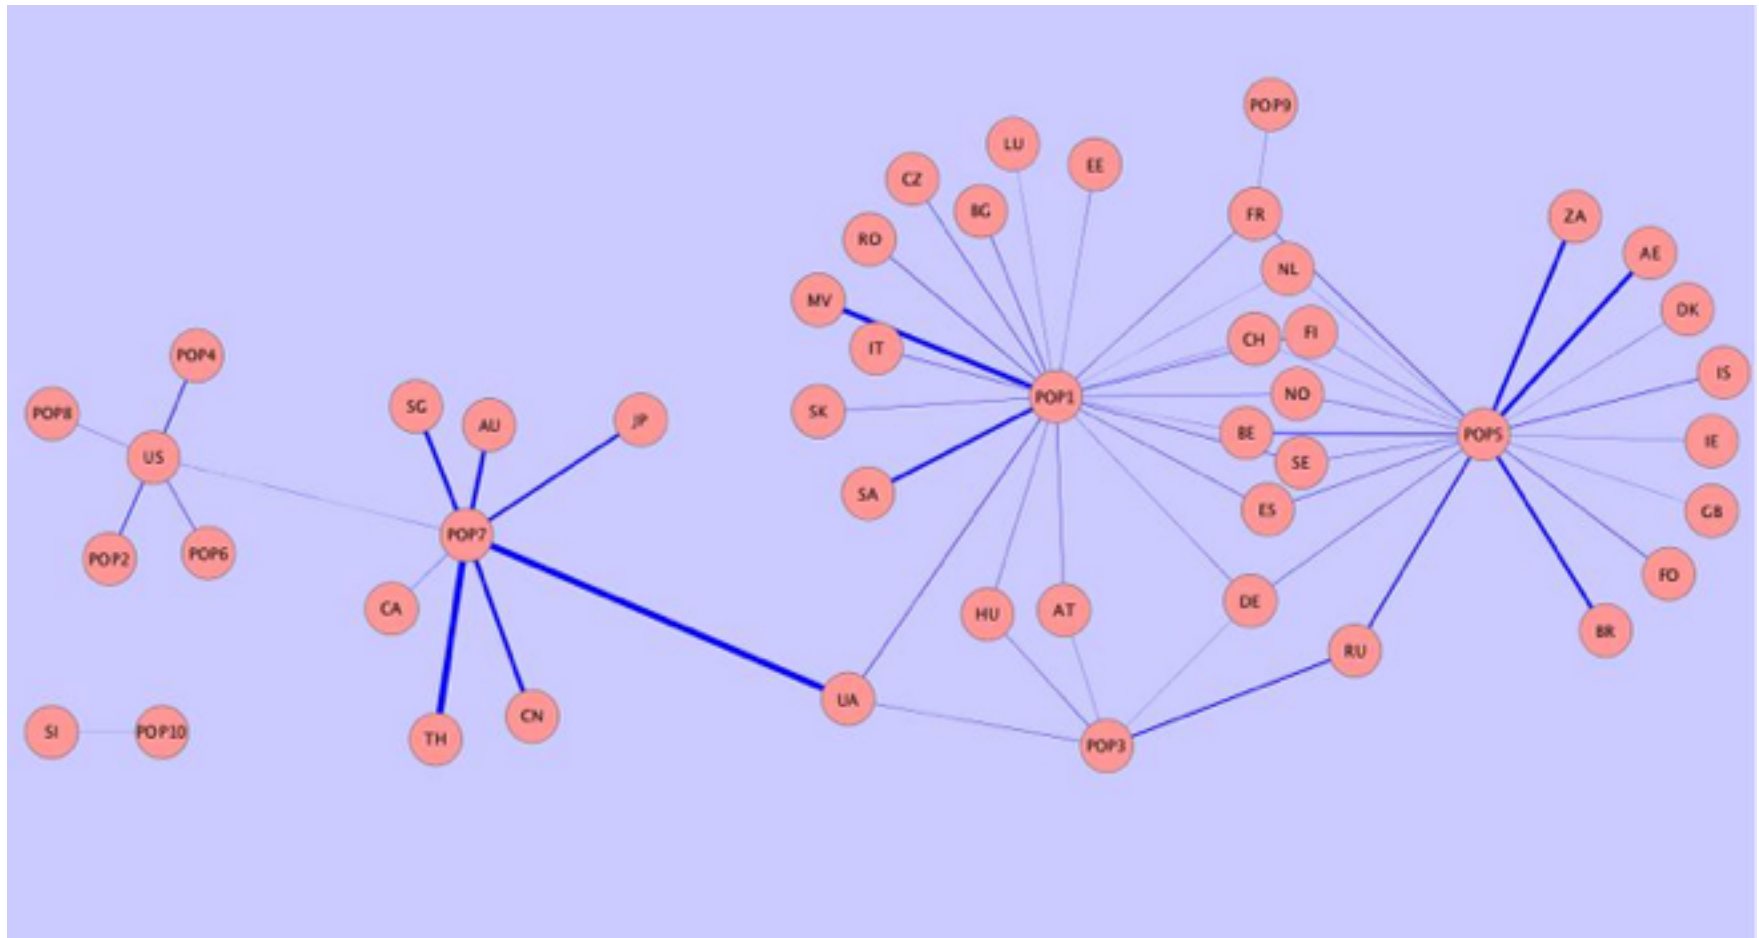 POP9
LU
EE
CZ
BG
FR
ZA
RO
AE
NL
MV
DK
FI
CH
IT
POP4
IS
NO
POP1
SG
SK
POP8
JP
AU
BE
POP5
IE
US
SE
SA
ES
GB
POP7
POP6
POP2
FO
DE
CA
AT
HU
BR
RU
UA
CN
SI
POP10
TH
POP3